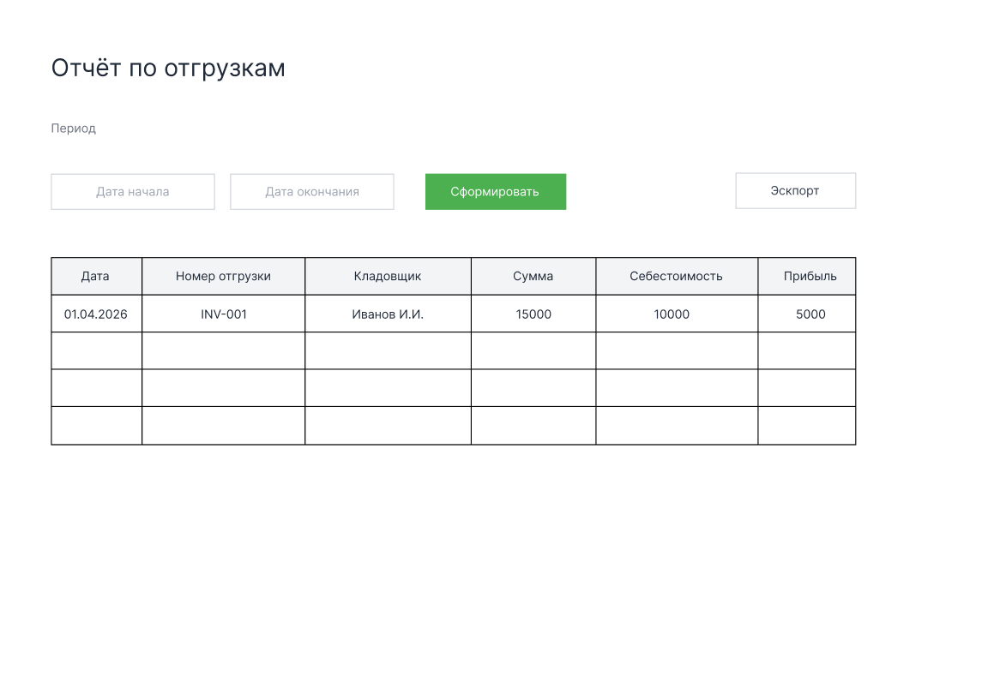 Отчёт по отгрузкам
Период
Дата начала Дата окончания Сформировать Эскпорт
Дата Номер отгрузки Кладовщик Сумма Себестоимость Прибыль
01.04.2026 INV-001 Иванов И.И. 15000 10000 5000